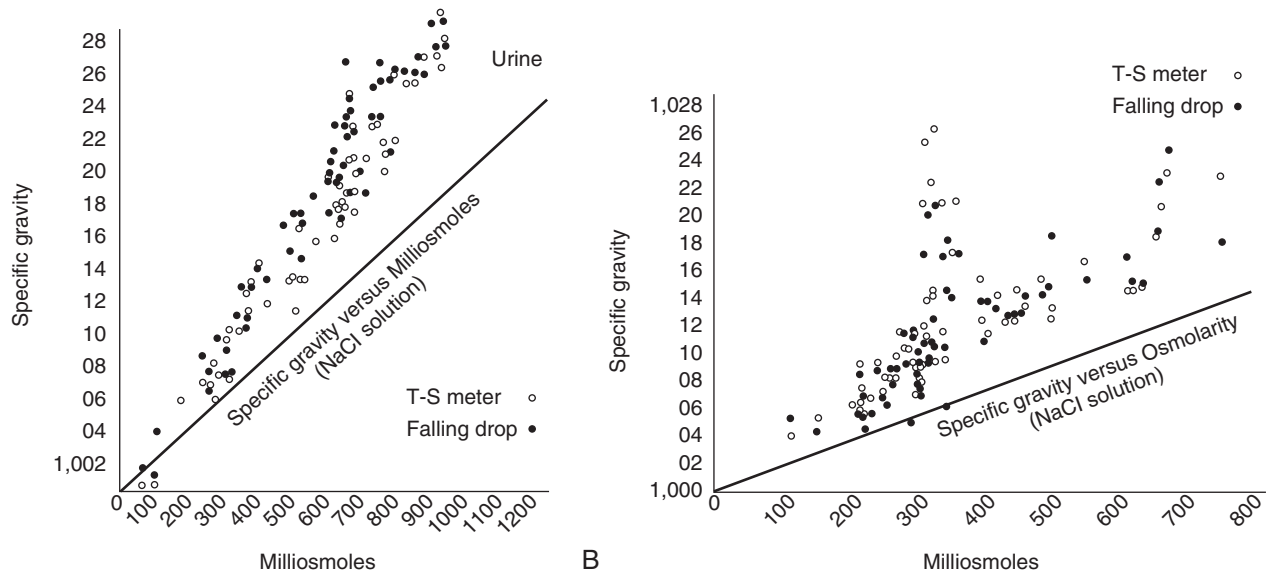 Specific gravity
28
26
24
22
20
18
16
14
12
10
08
06
04
1,002
Urine
Specific gravity versus Milliosmoles
(NaCl solution)
T-S meter
Falling drop
0 100 200 300 400 500 600 700 800 900 1000 1100 1200
Milliosmoles
B
Specific gravity
1,028
26
24
22
20
18
16
14
12
10
08
06
04
02
1,000
T-S meter
Falling drop
Specific gravity versus Osmolarity
(NaCl solution)
0 100 200 300 400 500 600 700 800
Milliosmoles